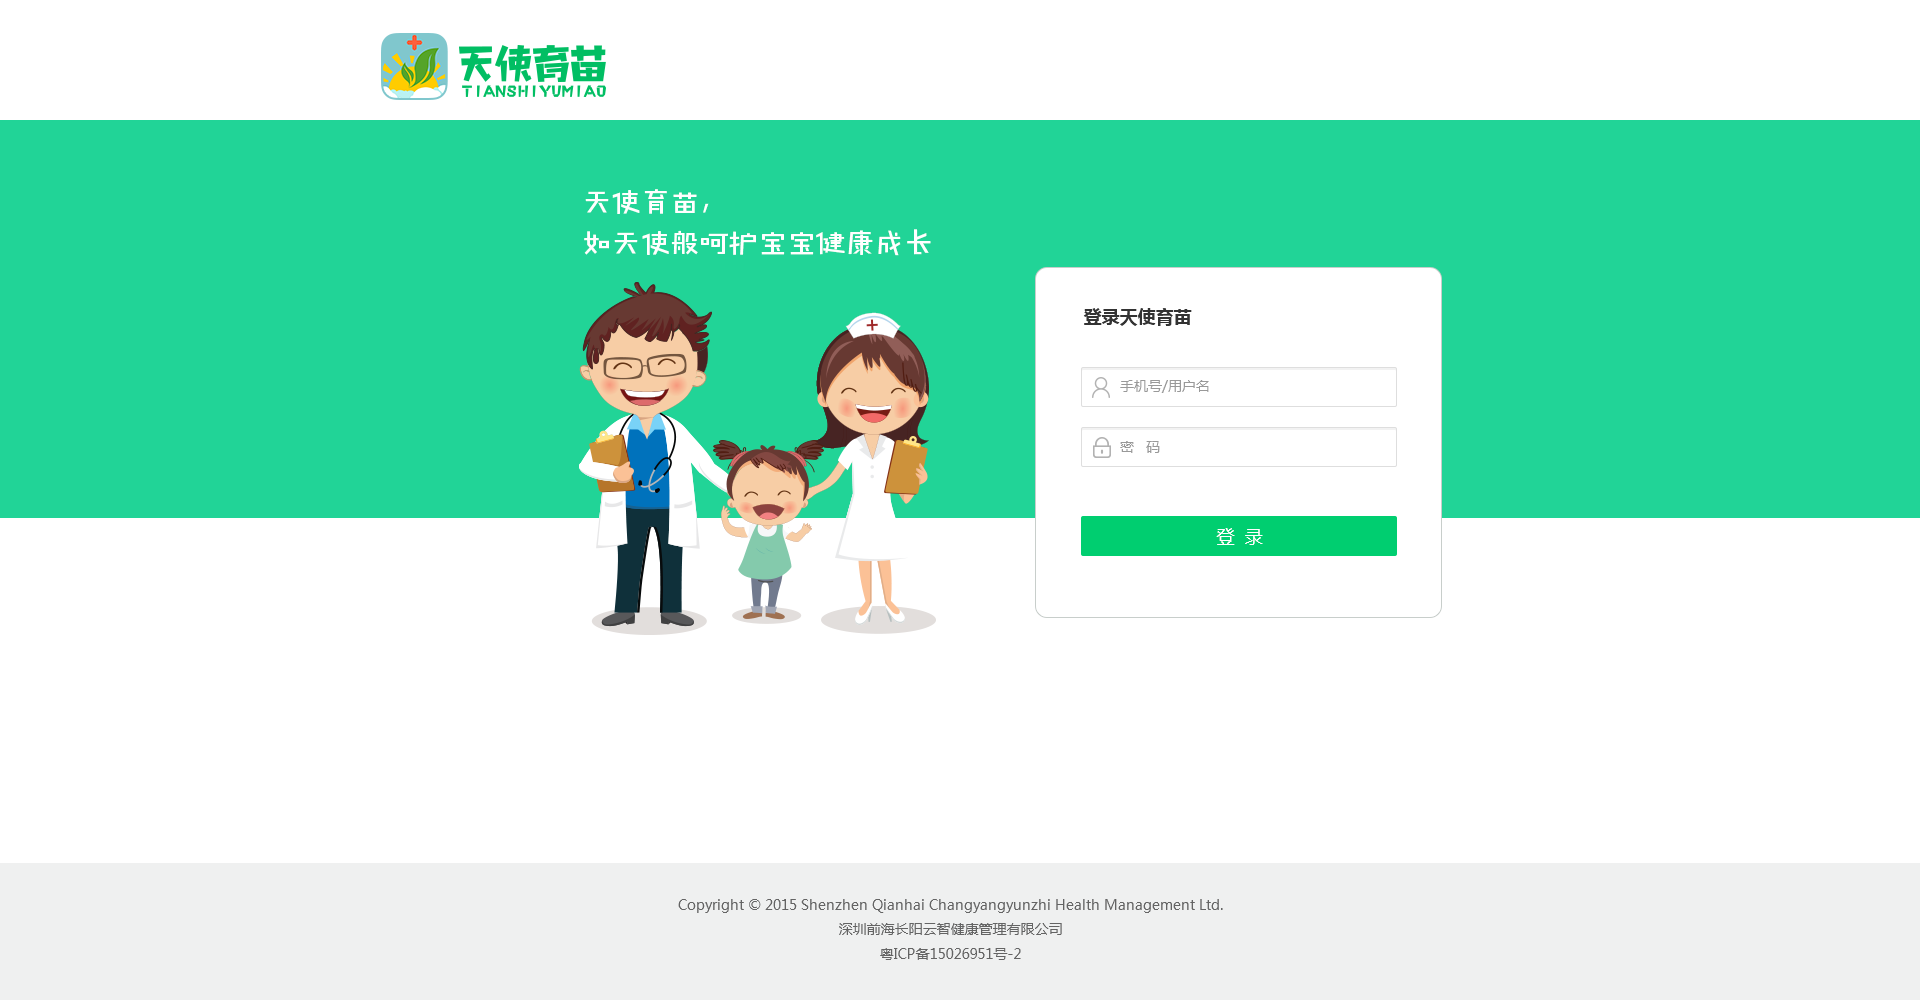 天使育苗
TIANSHIYUMIAO
天使育苗,
如天使般呵护宝宝健康成长
登录天使育苗
手机号/用户名
密 码
登 录
Copyright © 2015 Shenzhen Qianhai Changyangyunzhi Health Management Ltd.
深圳前海长阳云智健康管理有限公司
粤ICP备15026951号-2